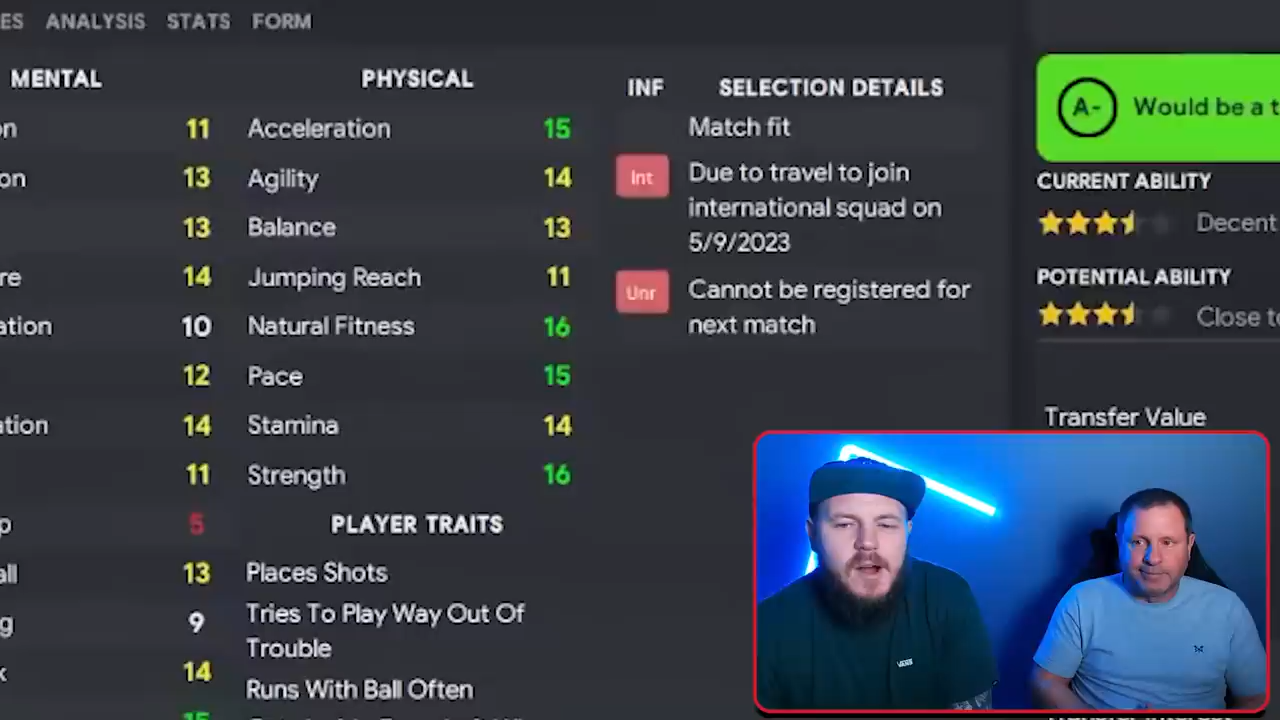 ES ANALYSIS STATS FORM
MENTAL
on 11
on 13
13
re 14
ation 10
12
ation 14
11
p 5
all 13
g 9
k 14
15
PHYSICAL
Acceleration 15
Agility 14
Balance 13
Jumping Reach 11
Natural Fitness 16
Pace 15
Stamina 14
Strength 16
PLAYER TRAITS
Places Shots
Tries To Play Way Out Of
Trouble
Runs With Ball Often
INF SELECTION DETAILS
Match fit
Int Due to travel to join
international squad on
5/9/2023
Unr Cannot be registered for
next match
A- Would be a t
CURRENT ABILITY
Decent
POTENTIAL ABILITY
Close to
Transfer Value
VANS